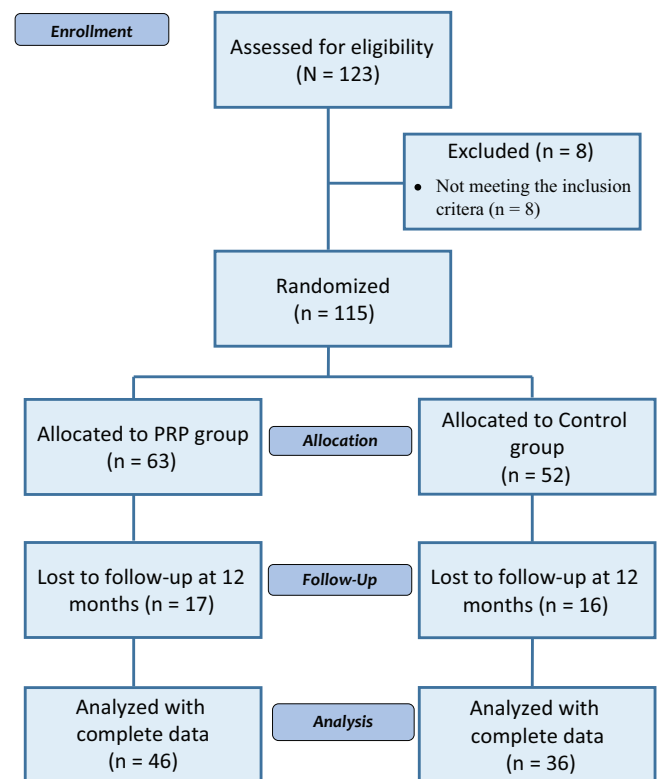 Enrollment
Assessed for eligibility
(N = 123)
Excluded (n = 8)
• Not meeting the inclusion
critera (n = 8)
Randomized
(n = 115)
Allocated to PRP group
(n = 63)
Allocation
Allocated to Control
group
(n = 52)
Lost to follow-up at 12
months (n = 17)
Follow-Up
Lost to follow-up at 12
months (n = 16)
Analyzed with
complete data
(n = 46)
Analysis
Analyzed with
complete data
(n = 36)